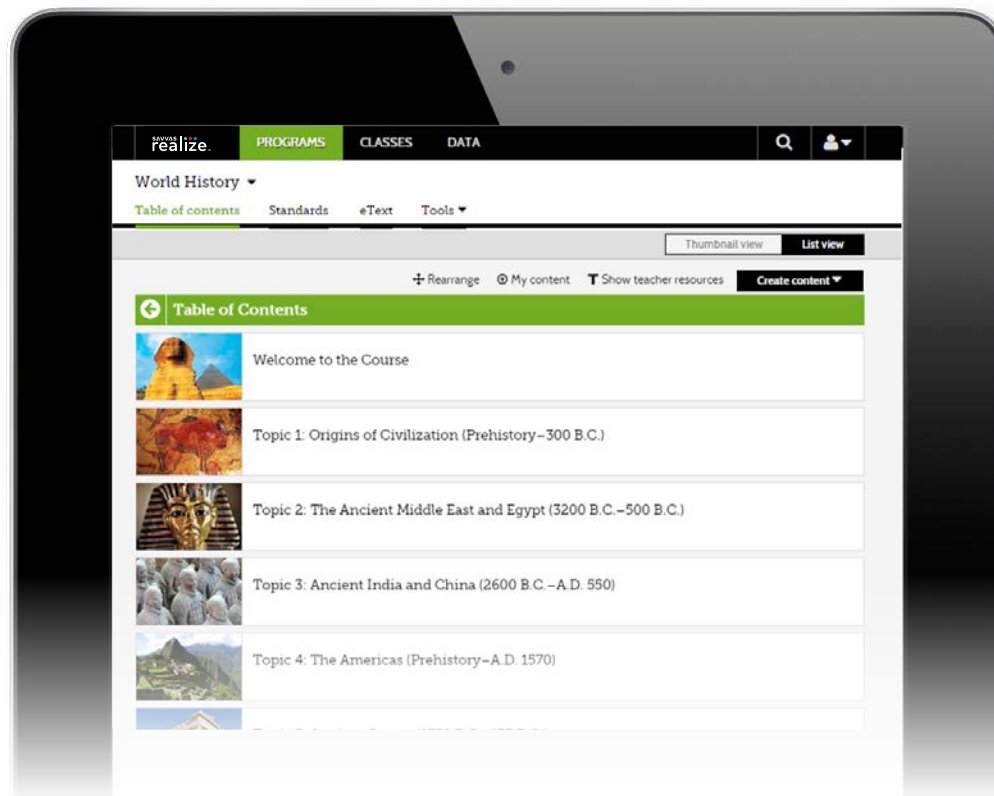 SAVVAS
realize.
PROGRAMS CLASSES DATA
World History
Table of contents Standards eText Tools
Thumbnail view List view
Rearrange My content T Show teacher resources Create content
Table of Contents
Welcome to the Course
Topic 1: Origins of Civilization (Prehistory–300 B.C.)
Topic 2: The Ancient Middle East and Egypt (3200 B.C.–500 B.C.)
Topic 3: Ancient India and China (2600 B.C.–A.D. 550)
Topic 4: The Americas (Prehistory–A.D. 1570)